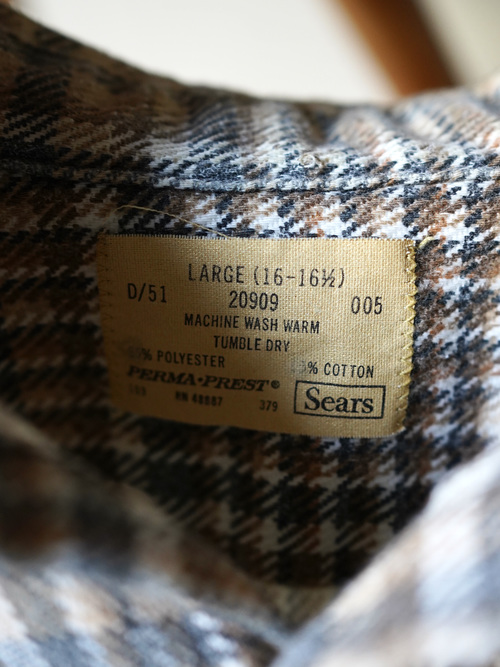 LARGE (16-16½)
D/51 20909 005
MACHINE WASH WARM
TUMBLE DRY
% POLYESTER % COTTON
PERMA·PREST®
RN 48887 379 Sears